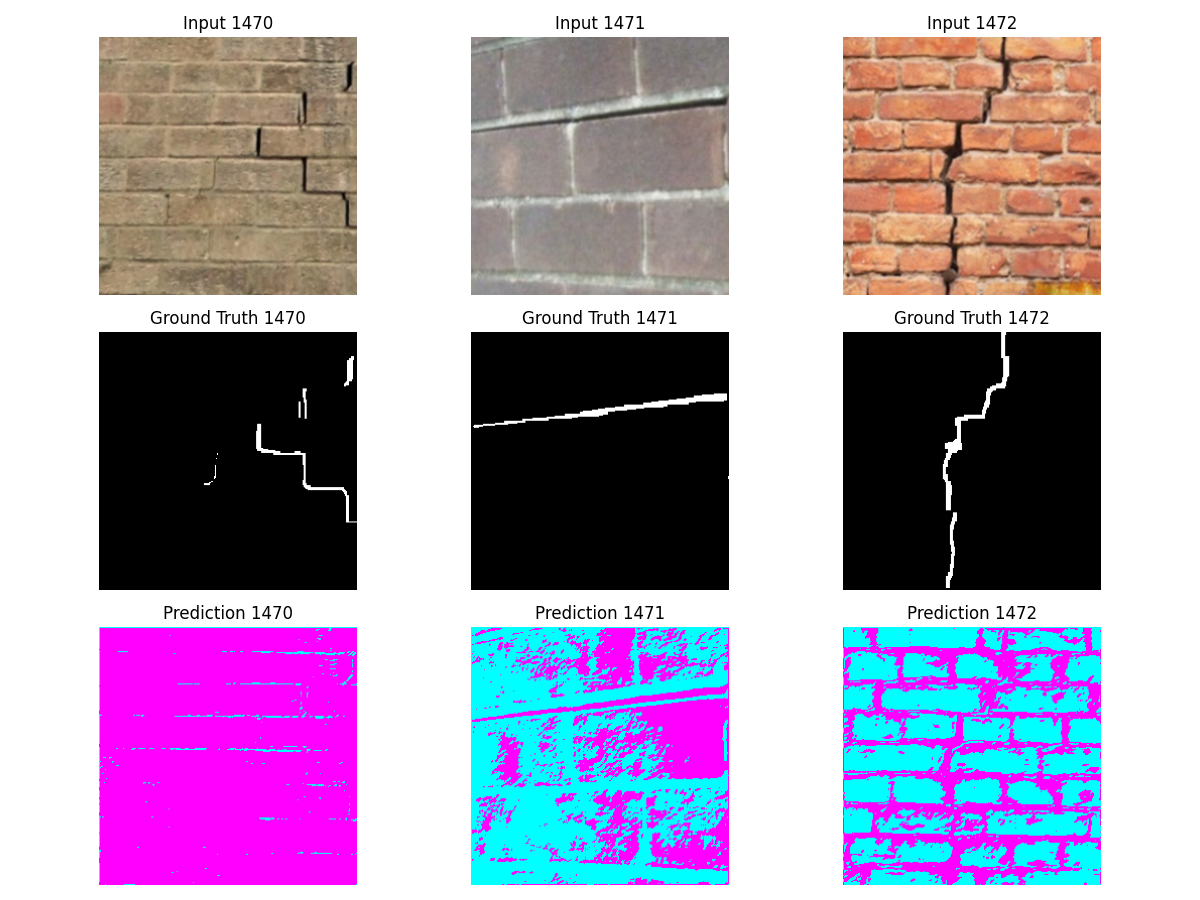 Input 1470
Input 1471
Input 1472
Ground Truth 1470
Ground Truth 1471
Ground Truth 1472
Prediction 1470
Prediction 1471
Prediction 1472